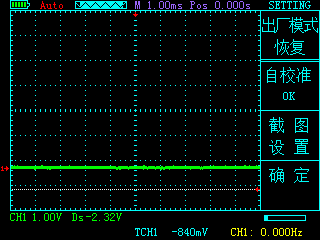 Auto M 1.00ms Pos 0.000s SETTING
出厂模式
恢复
自校准
OK
截图
设置
确定
CH1 1.00V Ds-2.32V
TCH1 -840mV CH1: 0.000Hz